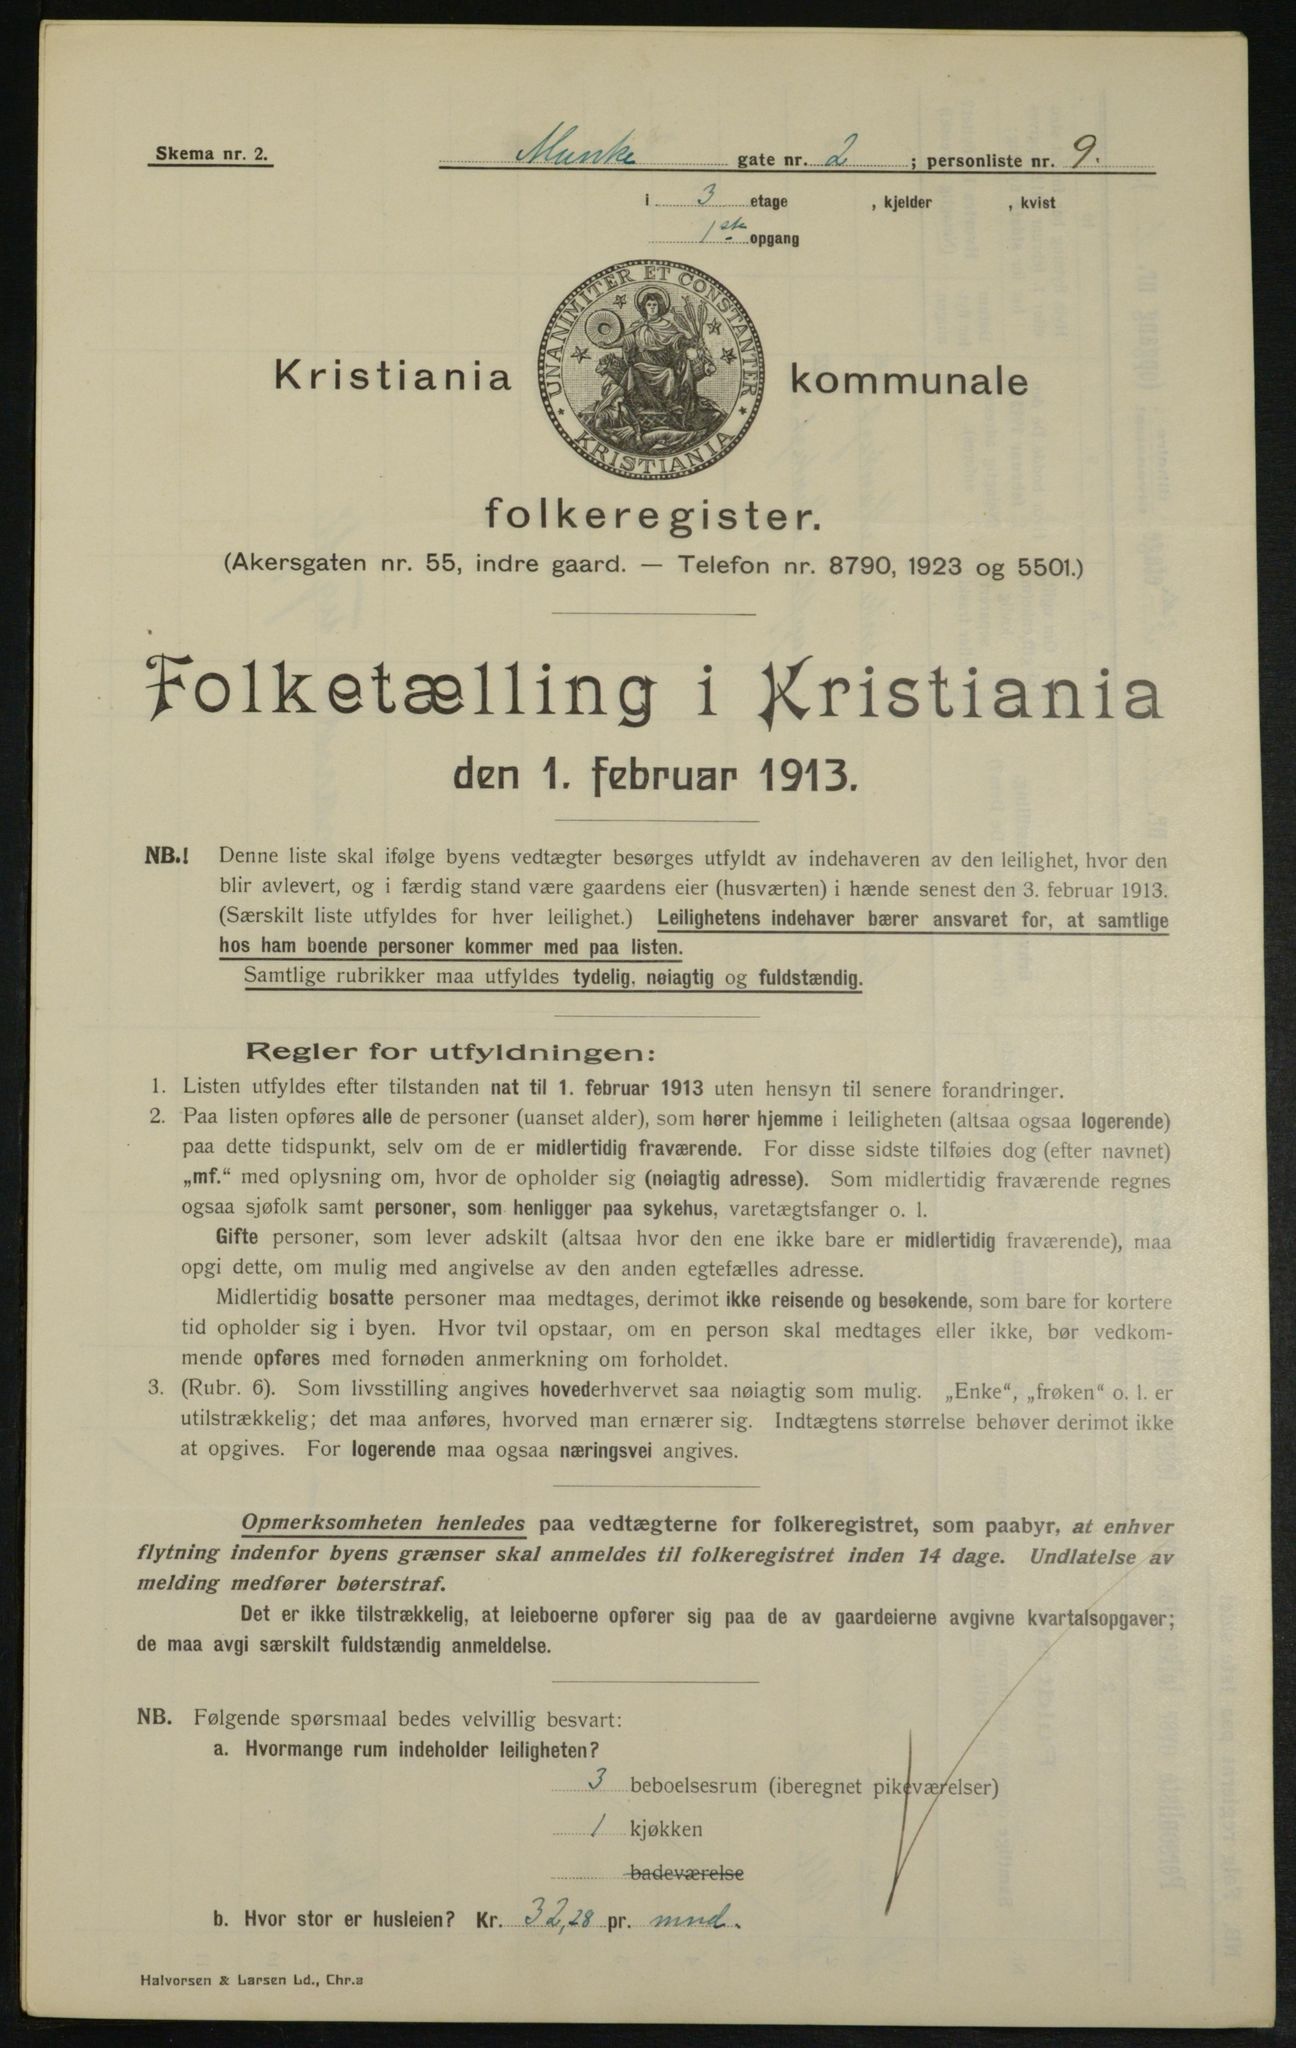 Skema nr. 2.
Munke gate nr. 2 ; personliste nr. 9.
i 3 etage , kjelder , kvist
1ste opgang
UNANIMITER ET CONSTANTER
KRISTIANIA
Kristiania kommunale
folkeregister.
(Akersgaten nr. 55, indre gaard. — Telefon nr. 8790, 1923 og 5501.)
Folketælling i Kristiania
den 1. februar 1913.
NB.! Denne liste skal ifølge byens vedtægter besørges utfyldt av indehaveren av den leilighet, hvor den
blir avlevert, og i færdig stand være gaardens eier (husværten) i hænde senest den 3. februar 1913.
(Særskilt liste utfyldes for hver leilighet.) Leilighetens indehaver bærer ansvaret for, at samtlige
hos ham boende personer kommer med paa listen.
Samtlige rubrikker maa utfyldes tydelig, nøiagtig og fuldstændig.
Regler for utfyldningen:
1. Listen utfyldes efter tilstanden nat til 1. februar 1913 uten hensyn til senere forandringer.
2. Paa listen opføres alle de personer (uanset alder), som hører hjemme i leiligheten (altsaa ogsaa logerende)
paa dette tidspunkt, selv om de er midlertidig fraværende. For disse sidste tilføies dog (efter navnet)
„mf.“ med oplysning om, hvor de opholder sig (nøiagtig adresse). Som midlertidig fraværende regnes
ogsaa sjøfolk samt personer, som henligger paa sykehus, varetægtsfanger o. l.
Gifte personer, som lever adskilt (altsaa hvor den ene ikke bare er midlertidig fraværende), maa
opgi dette, om mulig med angivelse av den anden egtefælles adresse.
Midlertidig bosatte personer maa medtages, derimot ikke reisende og besøkende, som bare for kortere
tid opholder sig i byen. Hvor tvil opstaar, om en person skal medtages eller ikke, bør vedkom-
mende opføres med fornøden anmerkning om forholdet.
3. (Rubr. 6). Som livsstilling angives hovederhvervet saa nøiagtig som mulig. „Enke“, „frøken“ o. l. er
utilstrækkelig; det maa anføres, hvorved man ernærer sig. Indtægtens størrelse behøver derimot ikke
at opgives. For logerende maa ogsaa næringsvei angives.
Opmerksomheten henledes paa vedtægterne for folkeregistret, som paabyr, at enhver
flytning indenfor byens grænser skal anmeldes til folkeregistret inden 14 dage. Undlatelse av
melding medfører bøterstraf.
Det er ikke tilstrækkelig, at leieboerne opfører sig paa de av gaardeierne avgivne kvartalsopgaver;
de maa avgi særskilt fuldstændig anmeldelse.
NB. Følgende spørsmaal bedes velvillig besvart:
a. Hvormange rum indeholder leiligheten?
3 beboelsesrum (iberegnet pikeværelser)
1 kjøkken
badeværelse
b. Hvor stor er husleien? Kr. 32,28 pr. mnd.
Halvorsen & Larsen Ld., Chr.a